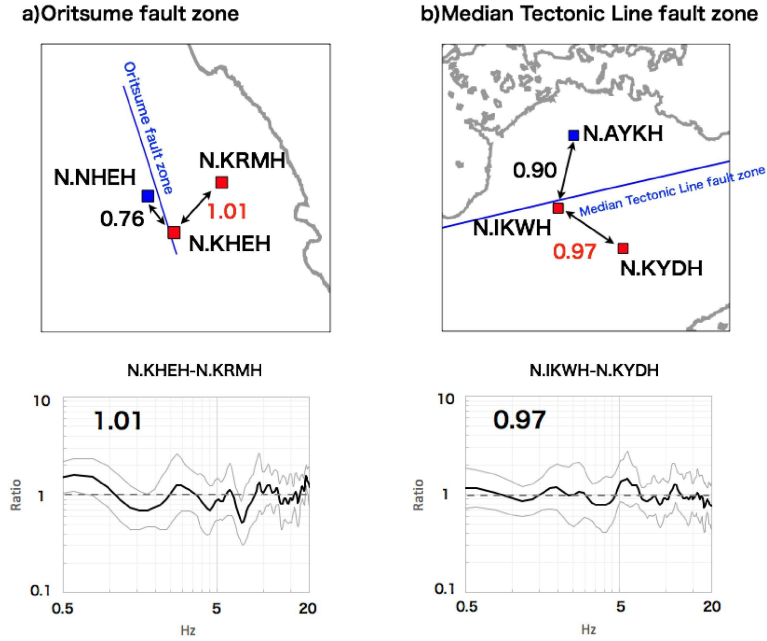 a)Oritsume fault zone
b)Median Tectonic Line fault zone
Oritsume fault zone
N.NHEH
N.KRMH
0.76
1.01
N.KHEH
N.AYKH
0.90
Median Tectonic Line fault zone
N.IKWH
0.97
N.KYDH
N.KHEH-N.KRMH
10
1.01
Ratio
1
0.1
0.5
5
20
Hz
N.IKWH-N.KYDH
10
0.97
Ratio
1
0.1
0.5
5
20
Hz